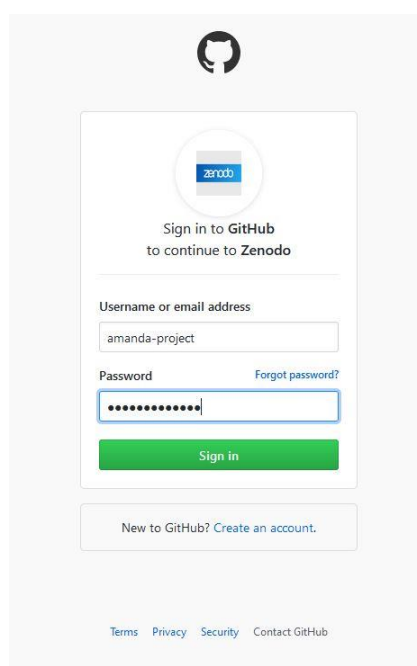 zenodo
Sign in to GitHub
to continue to Zenodo
Username or email address
amanda-project
Password Forgot password?
●●●●●●●●●●●●●
Sign in
New to GitHub? Create an account.
Terms Privacy Security Contact GitHub